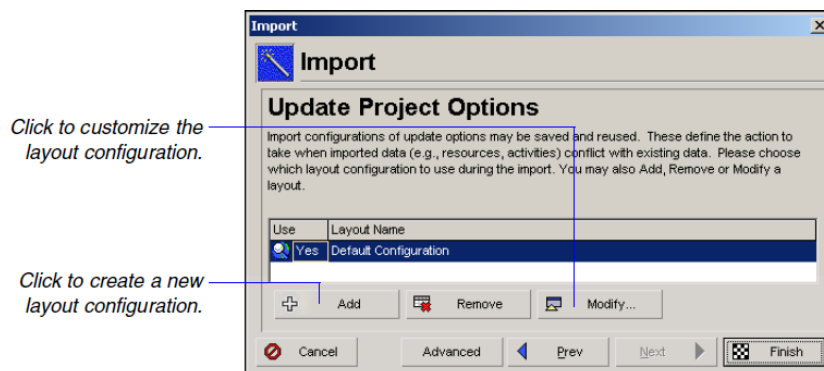 Import
Import
Update Project Options
Import configurations of update options may be saved and reused. These define the action to
take when imported data (e.g., resources, activities) conflict with existing data. Please choose
which layout configuration to use during the import. You may also Add, Remove or Modify a
layout.
Click to customize the
layout configuration.
Use Layout Name
Yes Default Configuration
Click to create a new
layout configuration.
Add Remove Modify...
Cancel Advanced Prev Next Finish